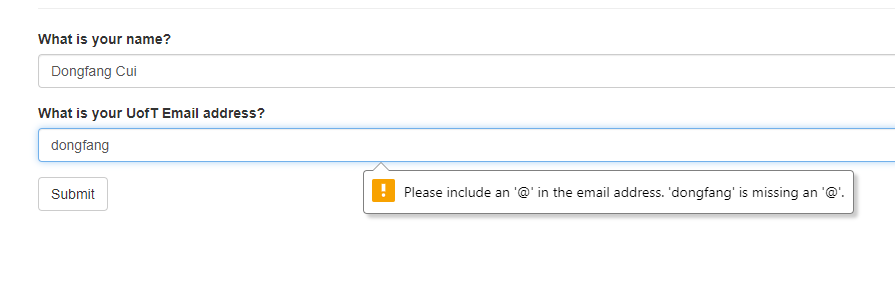 What is your name?
Dongfang Cui
What is your UofT Email address?
dongfang
Submit
Please include an '@' in the email address. 'dongfang' is missing an '@'.